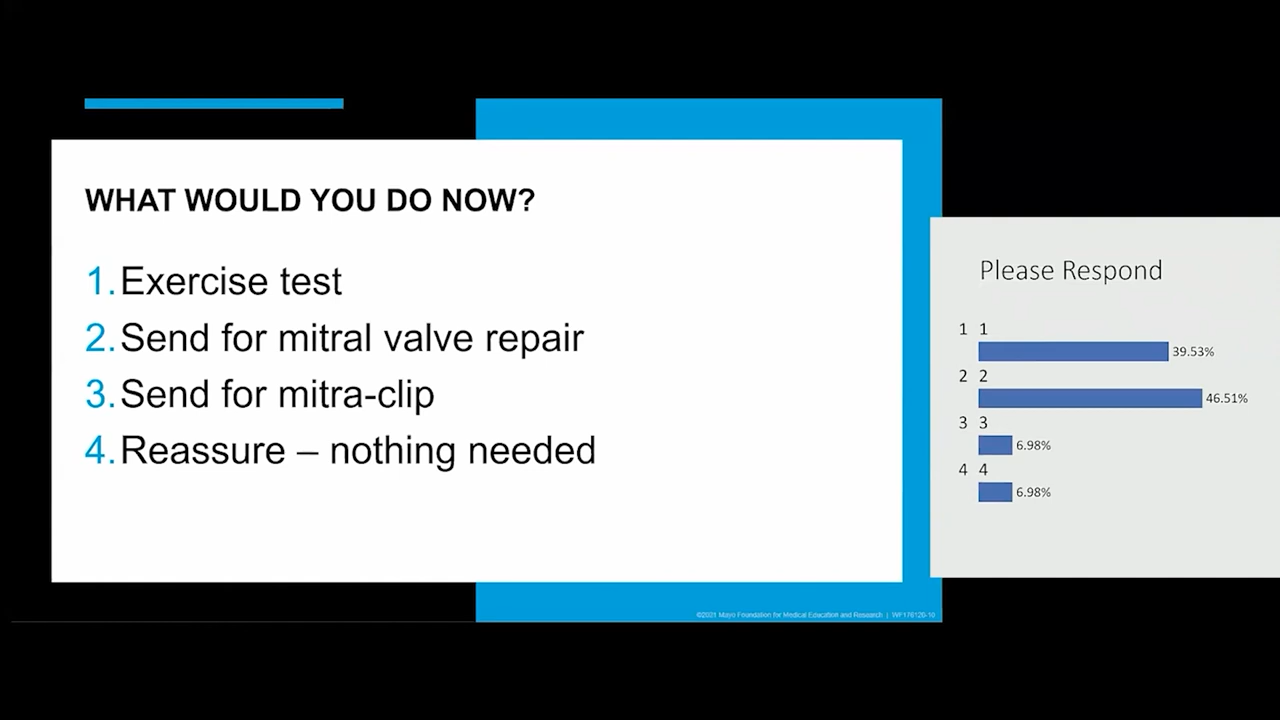 WHAT WOULD YOU DO NOW?
1. Exercise test
2. Send for mitral valve repair
3. Send for mitra-clip
4. Reassure – nothing needed
©2021 Mayo Foundation for Medical Education and Research | WF176126-10
Please Respond
1 1
39.53%
2 2
46.51%
3 3
6.98%
4 4
6.98%